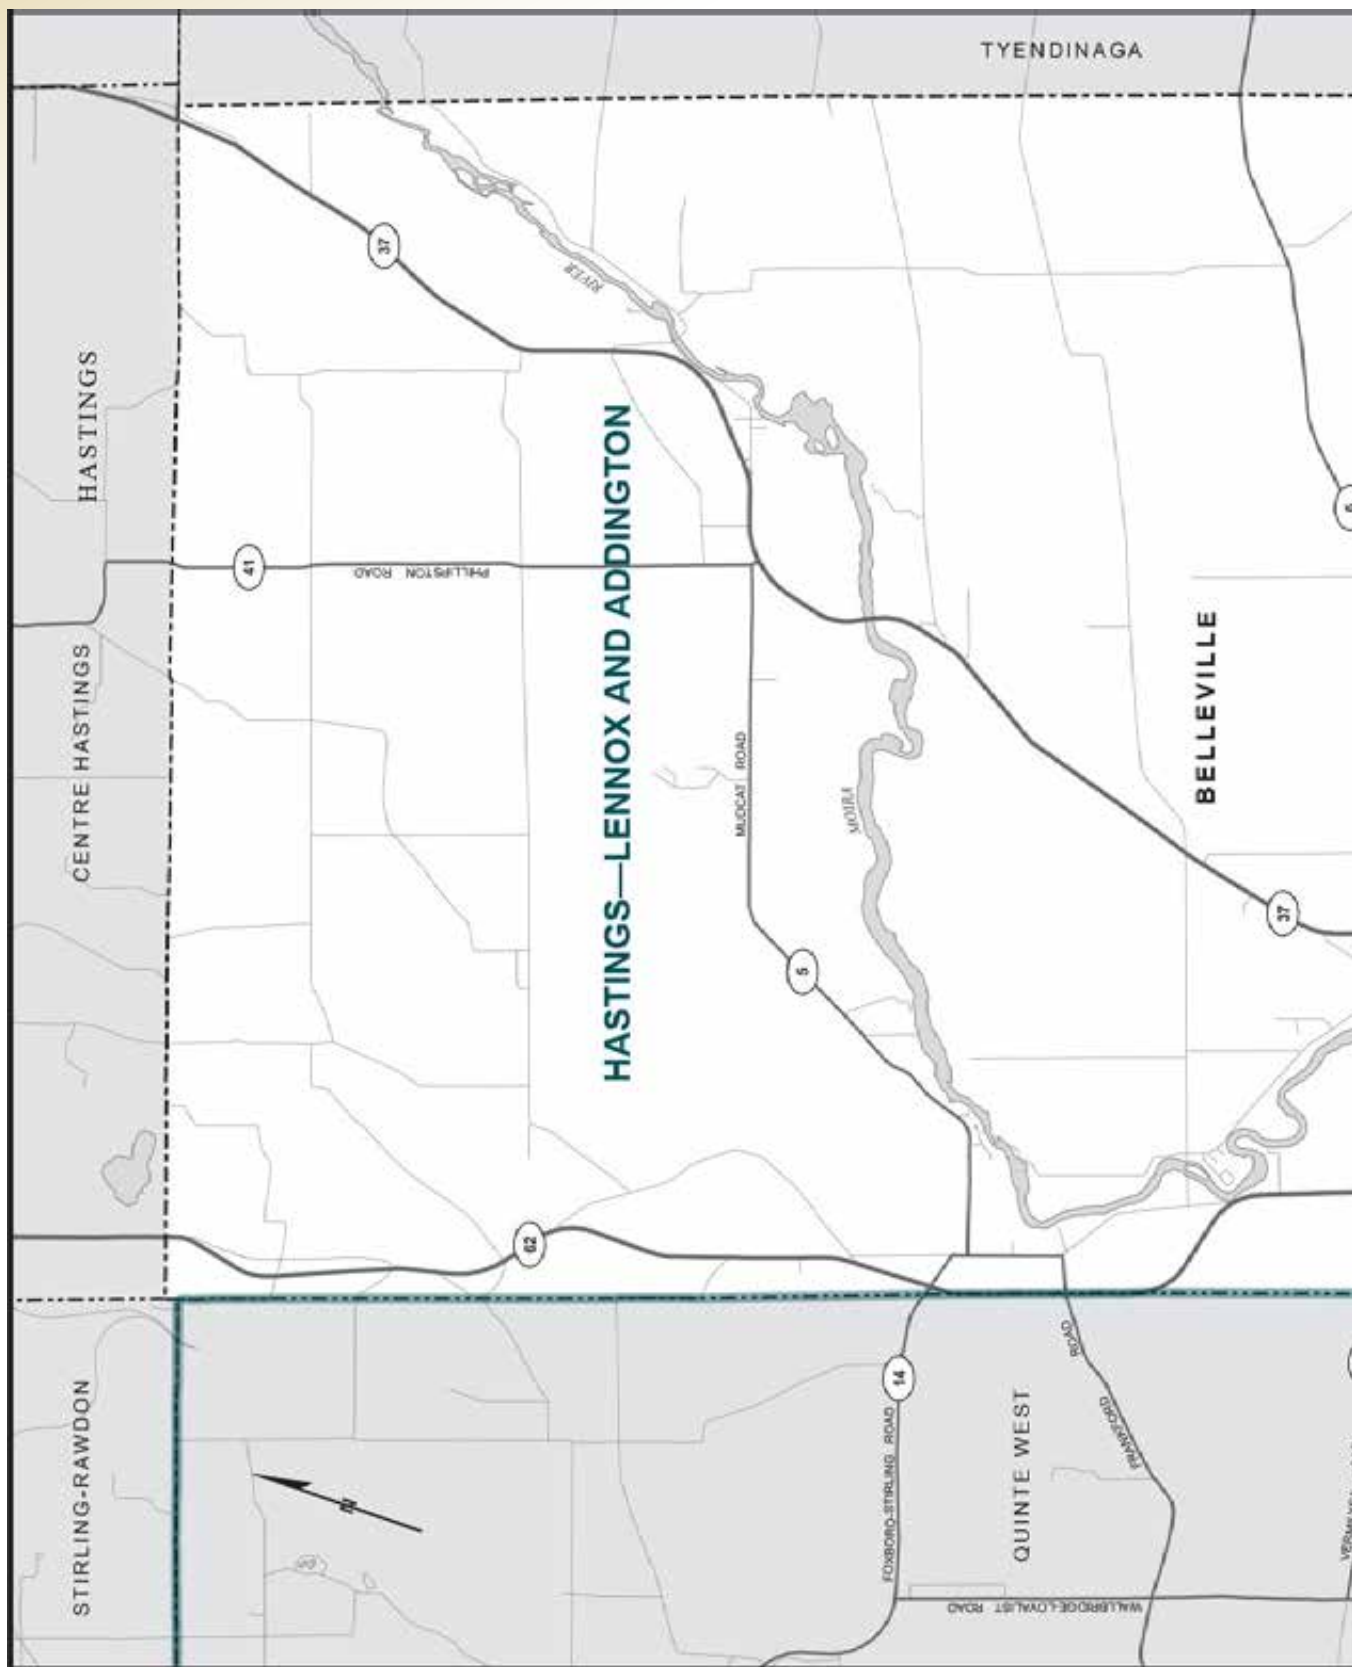 TYENDINAGA
HASTINGS
CENTRE HASTINGS
STIRLING-RAWDON
37
RIVER
41
PHILLIPSTON ROAD
HASTINGS—LENNOX AND ADDINGTON
MUDCAT ROAD
5
MOIRA
BELLEVILLE
37
62
14
FOXBORO-STIRLING ROAD
QUINTE WEST
FRANKFORD ROAD
WALLBRIDGE-LOYALIST ROAD
N